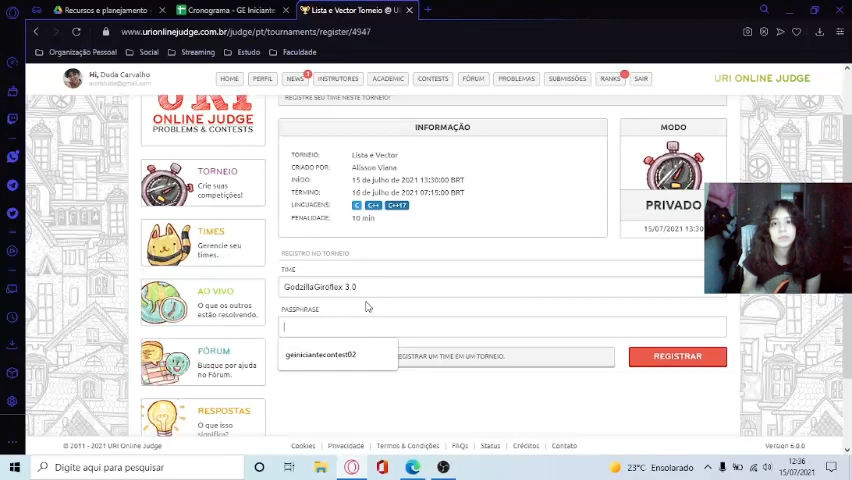 Recursos e planejamento
Cronograma - GE Iniciante
Lista e Vector Torneio @ U
www.urionlinejudge.com.br/judge/pt/tournaments/register/4947
Organização Pessoal
Social
Streaming
Estudo
Faculdade
Hi, Duda Carvalho
HOME
PERFIL
NEWS
INSTRUTORES
ACADEMIC
CONTESTS
FÓRUM
PROBLEMAS
SUBMISSÕES
RANKS
SAIR
URI ONLINE JUDGE
URI
ONLINE JUDGE
PROBLEMS & CONTESTS
TORNEIO
Crie suas
competições!
TIMES
Gerencie seu
times.
AO VIVO
O que os outros
estão resolvendo.
FÓRUM
Busque por ajuda
no Fórum.
RESPOSTAS
O que isso
significa?
REGISTRE SEU TIME NESTE TORNEIO!
INFORMAÇÃO
TORNEIO: Lista e Vector
CRIADO POR: Alisson Viana
INÍCIO: 15 de julho de 2021 13:30:00 BRT
TÉRMINO: 16 de julho de 2021 07:15:00 BRT
LINGUAGENS: C C++ C++17
PENALIDADE: 10 min
MODO
PRIVADO
15/07/2021 13:30
REGISTRO NO TORNEIO
TIME
GodzillaGiroflex 3.0
PASSPHRASE
geiniciantecontest02
REGISTRAR UM TIME EM UM TORNEIO.
REGISTRAR
© 2011 - 2021 URI Online Judge
Cookies
Privacidade
Termos & Condições
FAQs
Status
Créditos
Contato
Version 6.0.0
Digite aqui para pesquisar
23°C Ensolarado
12:36
15/07/2021